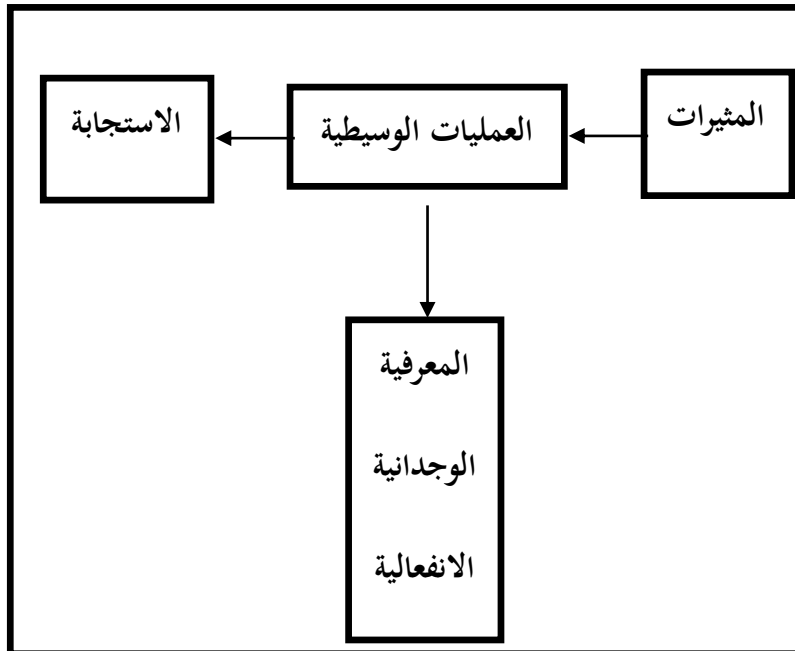 المثيرات
العمليات الوسيطية
الاستجابة
المعرفية
الوجدانية
الانفعالية